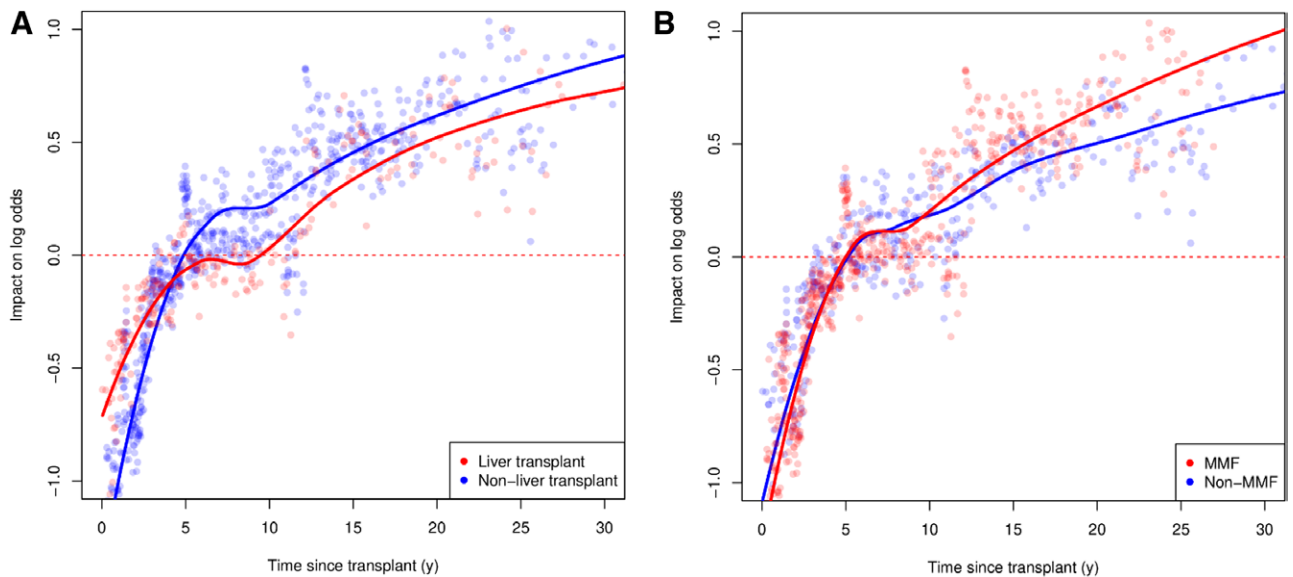 A
Impact on log odds
1.0
0.5
0.0
−0.5
−1.0
Liver transplant
Non−liver transplant
0 5 10 15 20 25 30
Time since transplant (y)
B
Impact on log odds
1.0
0.5
0.0
−0.5
−1.0
MMF
Non−MMF
0 5 10 15 20 25 30
Time since transplant (y)